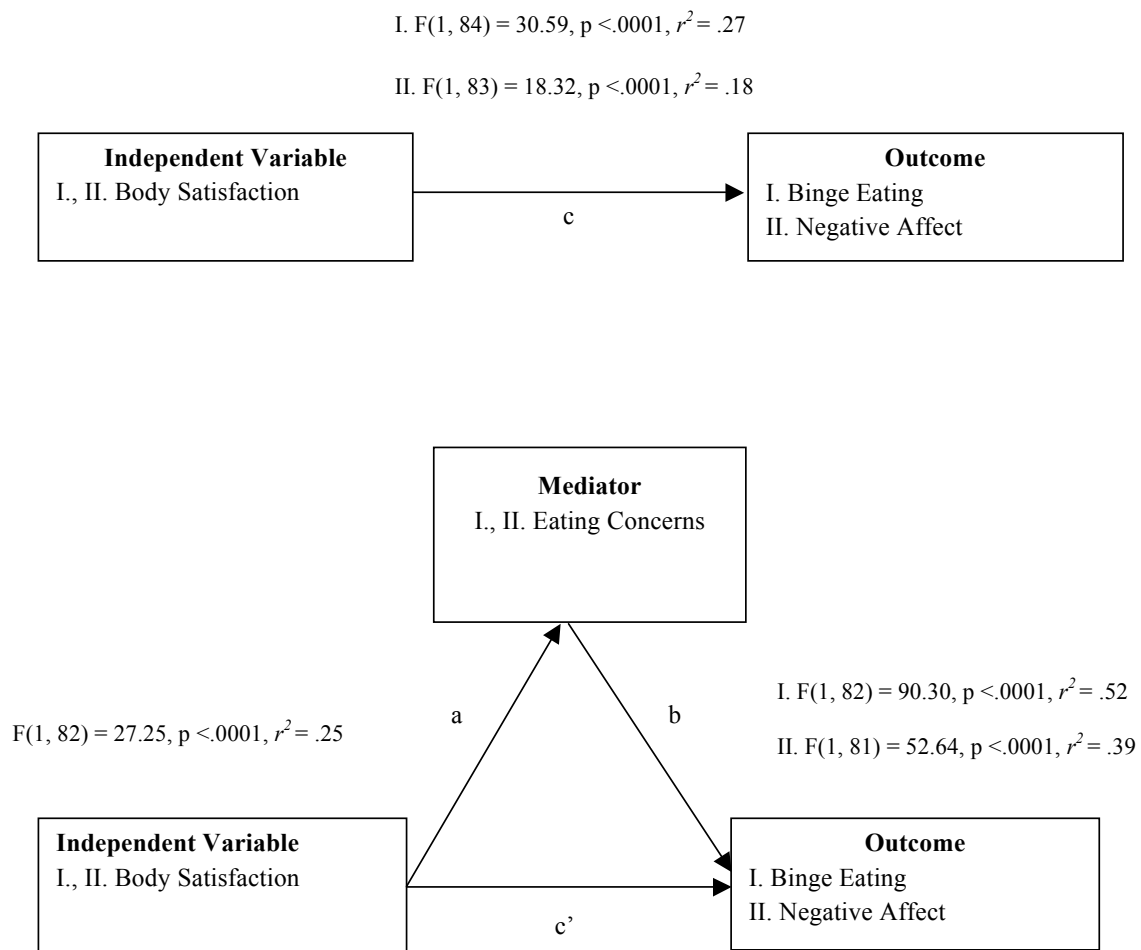 I. F(1, 84) = 30.59, p <.0001, r² = .27
II. F(1, 83) = 18.32, p <.0001, r² = .18
Independent Variable
I., II. Body Satisfaction
Outcome
I. Binge Eating
II. Negative Affect
c
Mediator
I., II. Eating Concerns
I. F(1, 82) = 90.30, p <.0001, r² = .52
a
b
F(1, 82) = 27.25, p <.0001, r² = .25
II. F(1, 81) = 52.64, p <.0001, r² = .39
Independent Variable
I., II. Body Satisfaction
Outcome
I. Binge Eating
II. Negative Affect
c’